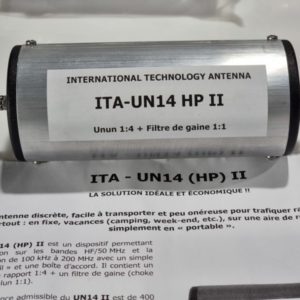 INTERNATIONAL TECHNOLOGY ANTENNA
ITA-UN14 HP II
Unun 1:4 + Filtre de gaine 1:1
ITA - UN14 (HP) II
LA SOLUTION IDÉALE ET ÉCONOMIQUE !!
antenne discrète, facile à transporter et peu onéreuse pour trafiquer
tout : en fixe, vacances (camping, week-end, etc.), sur une aire de
simplement en « portable ».
N14 (HP) II est un dispositif permettant
sur les bandes HF/50 MHz et la
de 100 kHz à 200 MHz avec un simple
et une boîte d'accord. Il contient un
rapport 1:4 + un filtre de gaine (choke
un 1:1).
admissible du UN14 II est de 400